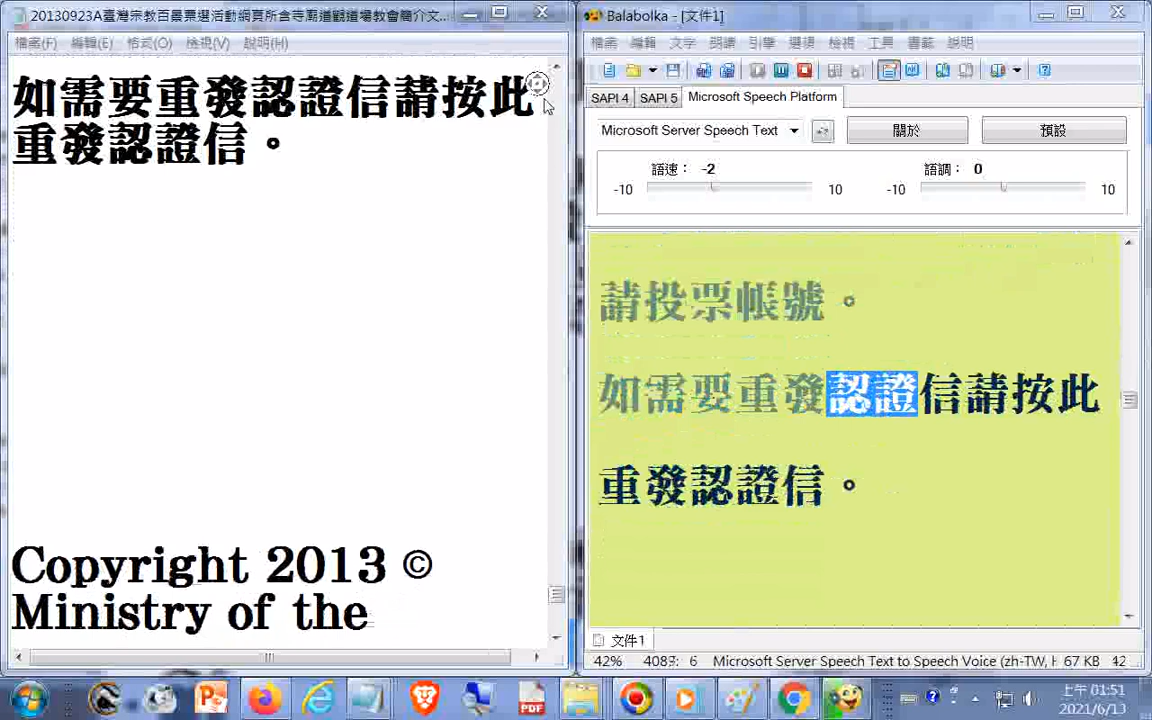 20130923A臺灣宗教百景票選活動網頁所含寺廟道觀道場教會簡介文...
檔案(F) 編輯(E) 格式(O) 檢視(V) 說明(H)
如需要重發認證信請按此
重發認證信。
Copyright 2013 ©
Ministry of the
Balabolka - [文件1]
檔案 編輯 文字 朗讀 引擎 選項 檢視 工具 書籤 說明
SAPI 4 SAPI 5 Microsoft Speech Platform
Microsoft Server Speech Text 關於 預設
語速： -2 語調： 0
-10 10 -10 10
請投票帳號。
如需要重發認證信請按此
重發認證信。
文件1
42% 4087: 6 Microsoft Server Speech Text to Speech Voice (zh-TW, H 67 KB 42
PDF
上午 01:51
2021/6/13